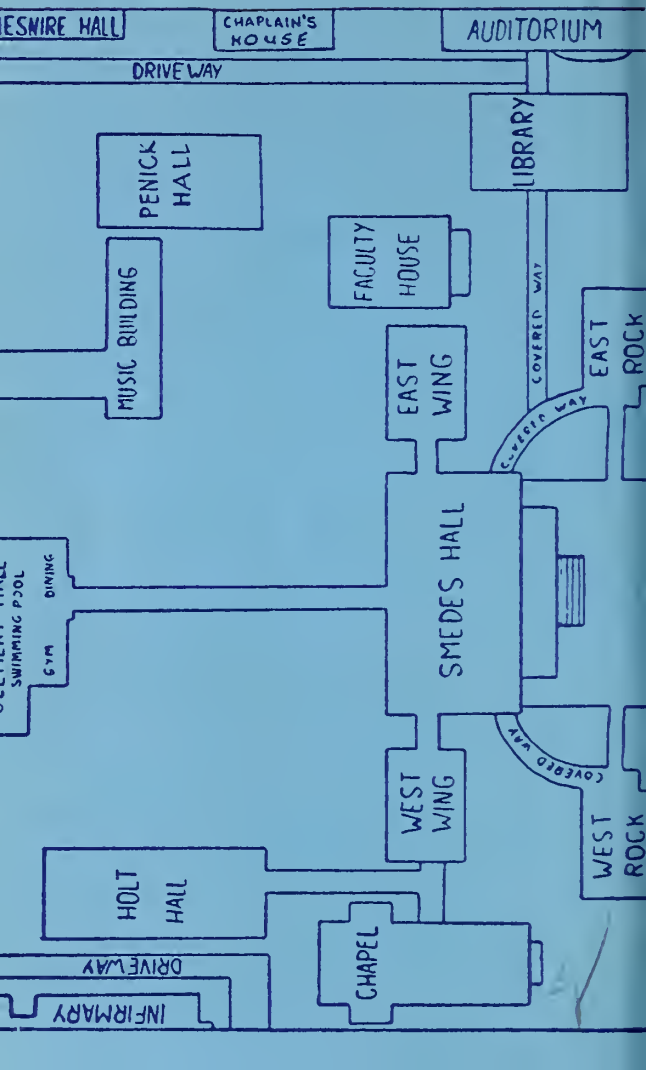 CHAPLAIN'S
HOUSE
AUDITORIUM
HALL
DRIVEWAY
PENICK
HALL
LIBRARY
FACULTY
HOUSE
MUSIC BUILDING
COVERED WAY
EAST
WING
EAST
ROCK
COVERED WAY
SMEDES HALL
SWIMMING POOL
DINING
GYM
COVERED WAY
WEST
WING
WEST
ROCK
HOLT
HALL
CHAPEL
DRIVEWAY
INFIRMARY